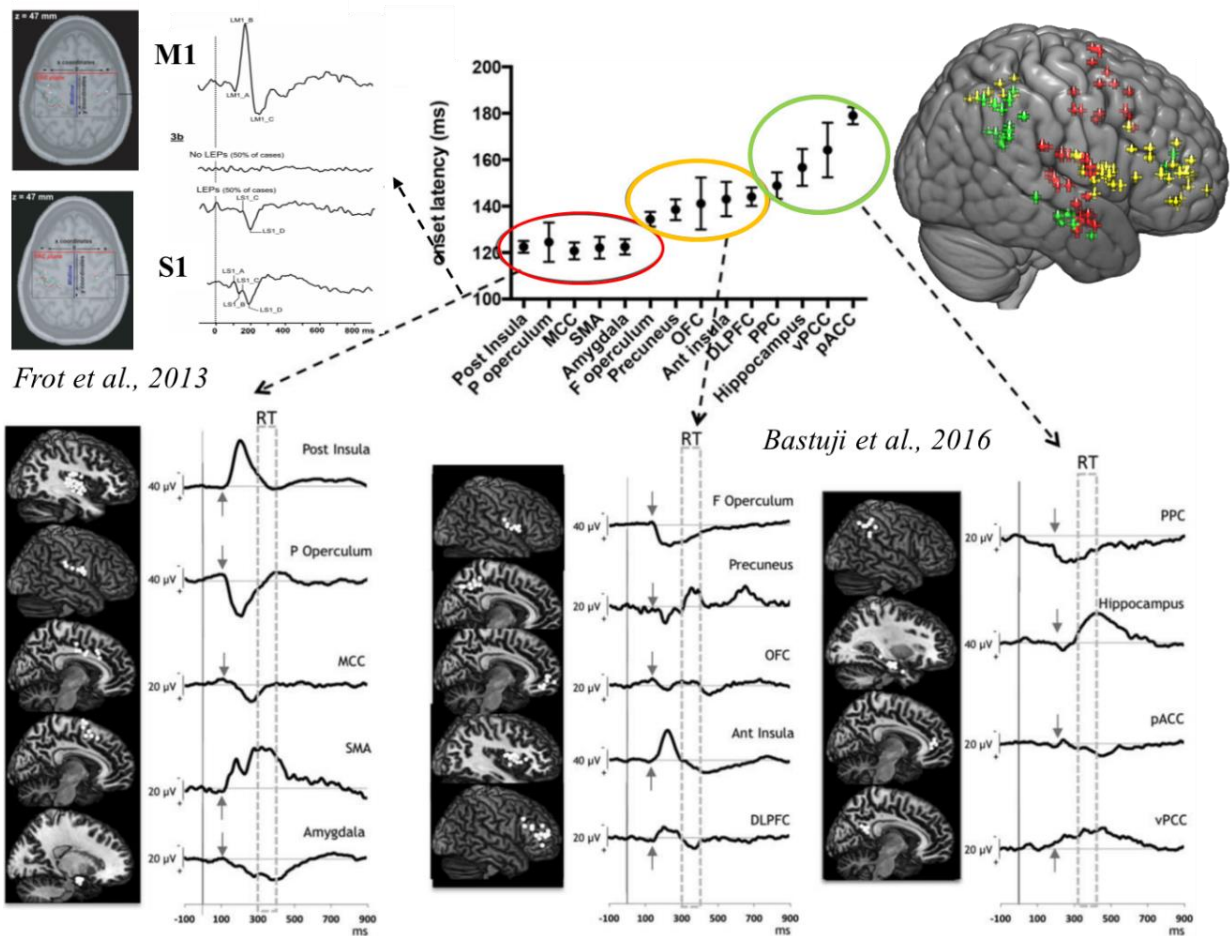 z = 47 mm
x coordinates
z = 47 mm
x coordinates
M1
LM1_B
LM1_A
LM1_C
3b
No LEPs (50% of cases)
LEPs (50% of cases)
LS1_C
LS1_D
S1
LS1_A
LS1_C
LS1_B
LS1_D
0 200 400 600 800 ms
Frot et al., 2013
onset latency (ms)
200
180
160
140
120
100
Post Insula
P operculum
MCC
SMA
Amygdala
F operculum
Precuneus
OFC
Ant insula
DLPFC
PPC
Hippocampus
vPCC
pACC
Bastuji et al., 2016
RT
Post Insula
- 40 µV +
P Operculum
- 40 µV +
MCC
- 20 µV +
SMA
- 20 µV +
Amygdala
- 20 µV +
-100 100 300 500 700 900
ms
RT
F Operculum
- 40 µV +
Precuneus
- 20 µV +
OFC
- 20 µV +
Ant Insula
- 40 µV +
DLPFC
- 20 µV +
-100 100 300 500 700 900
ms
RT
PPC
- 20 µV +
Hippocampus
- 40 µV +
pACC
- 20 µV +
vPCC
- 20 µV +
-100 100 300 500 700 900
ms